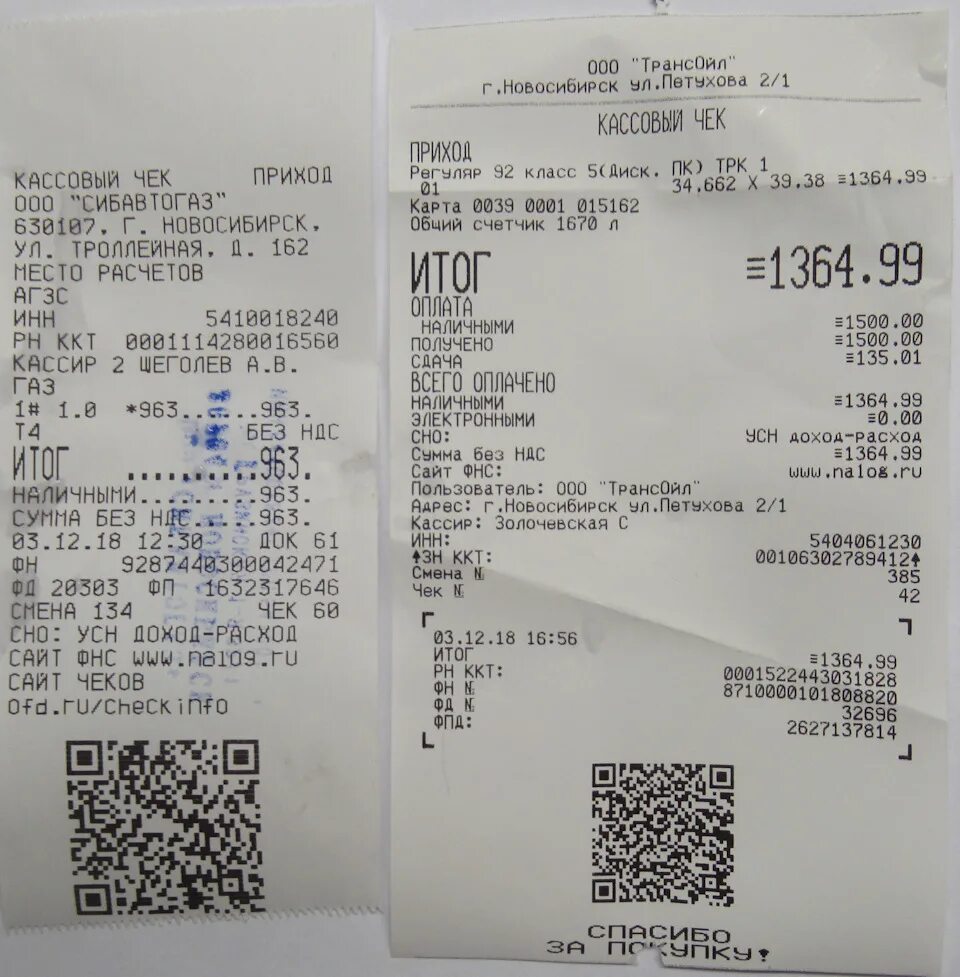 КАССОВЫЙ ЧЕК ПРИХОД
ООО "СИБАВТОГАЗ"
630107, Г. НОВОСИБИРСК,
УЛ. ТРОЛЛЕЙНАЯ, Д. 162
МЕСТО РАСЧЕТОВ
АГЗС
ИНН 5410018240
РН ККТ 0001114280016560
КАССИР 2 ЩЕГОЛЕВ А.В.
ГАЗ
1# 1.0 *963.......963.
Т4 БЕЗ НДС
ИТОГ ...........963.
НАЛИЧНЫМИ..........963.
СУММА БЕЗ НДС.....963.
03.12.18 12:30 ДОК 61
ФН 9287440300042471
ФД 20303 ФП 1632317646
СМЕНА 134 ЧЕК 60
СНО: УСН ДОХОД-РАСХОД
САЙТ ФНС www.nalog.ru
САЙТ ЧЕКОВ
ofd.ru/checkinfo
ООО "ТрансОйл"
г.Новосибирск ул.Петухова 2/1
КАССОВЫЙ ЧЕК
ПРИХОД
Регуляр 92 класс 5(Диск. ПК) ТРК 1
01 34.662 X 39.38 ≡1364.99
Карта 0039 0001 015162
Общий счетчик 1670 л
ИТОГ ≡1364.99
ОПЛАТА
НАЛИЧНЫМИ ≡1500.00
ПОЛУЧЕНО ≡1500.00
СДАЧА ≡135.01
ВСЕГО ОПЛАЧЕНО
НАЛИЧНЫМИ ≡1364.99
ЭЛЕКТРОННЫМИ ≡0.00
СНО: УСН доход-расход
Сумма без НДС ≡1364.99
Сайт ФНС: www.nalog.ru
Пользователь: ООО "ТрансОйл"
Адрес: г.Новосибирск ул.Петухова 2/1
Кассир: Золочевская С
ИНН: 5404061230
ЗН ККТ: 00106302789412
Смена № 385
Чек № 42
03.12.18 16:56
ИТОГ ≡1364.99
РН ККТ: 0001522443031828
ФН № 8710000101808820
ФД № 32696
ФПД: 2627137814
СПАСИБО
ЗА ПОКУПКУ!